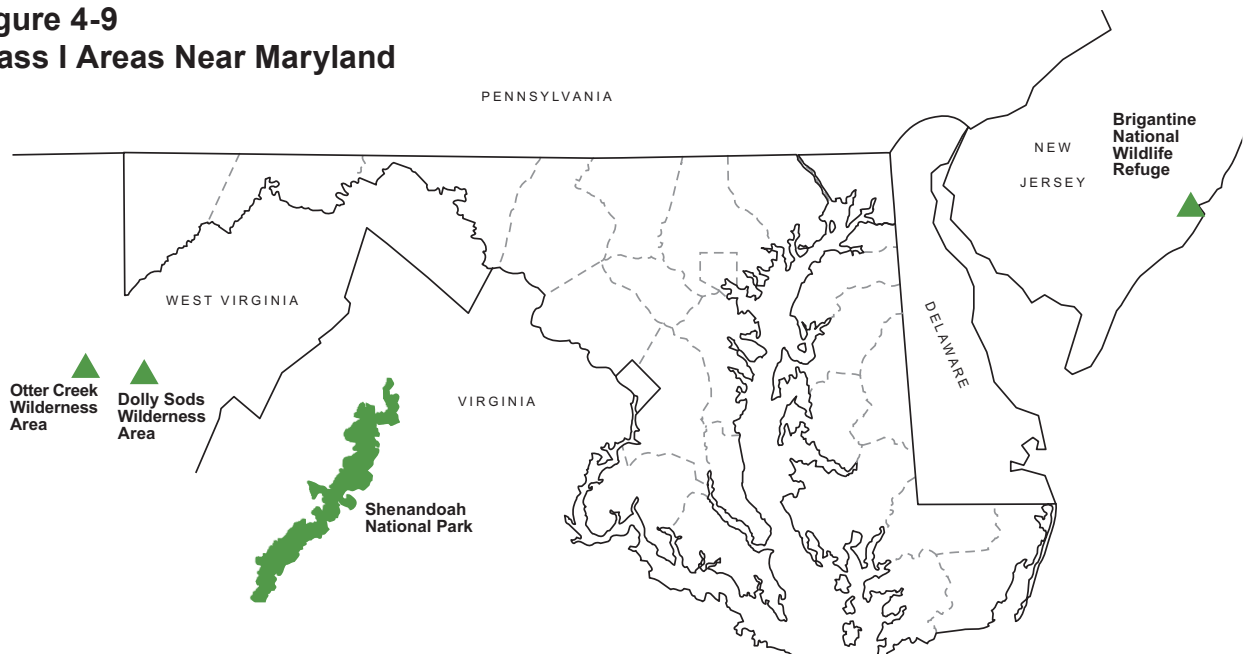 gure 4-9
ass I Areas Near Maryland
PENNSYLVANIA
Brigantine
National
Wildlife
Refuge
NEW
JERSEY
WEST VIRGINIA
DELAWARE
Otter Creek
Wilderness
Area
Dolly Sods
Wilderness
Area
VIRGINIA
Shenandoah
National Park